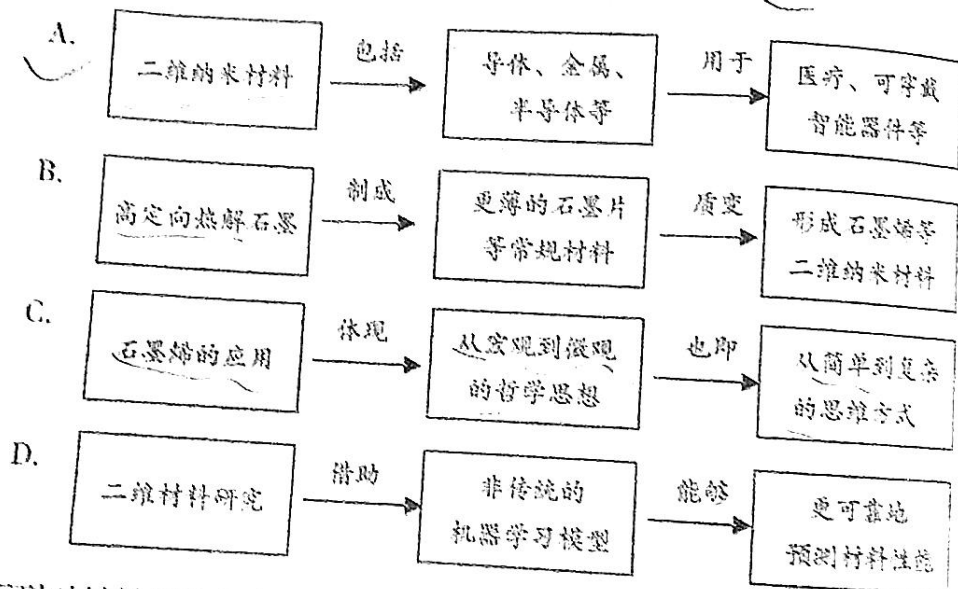 A.
二维纳米材料
包括
导体、金属、
半导体等
用于
医疗、可穿戴
智能器件等
B.
高定向热解石墨
制成
更薄的石墨片
等常规材料
质变
形成石墨烯等
二维纳米材料
C.
石墨烯的应用
体现
从宏观到微观
的哲学思想
也即
从简单到复杂
的思维方式
D.
二维材料研究
借助
非传统的
机器学习模型
能够
更可靠地
预测材料性能